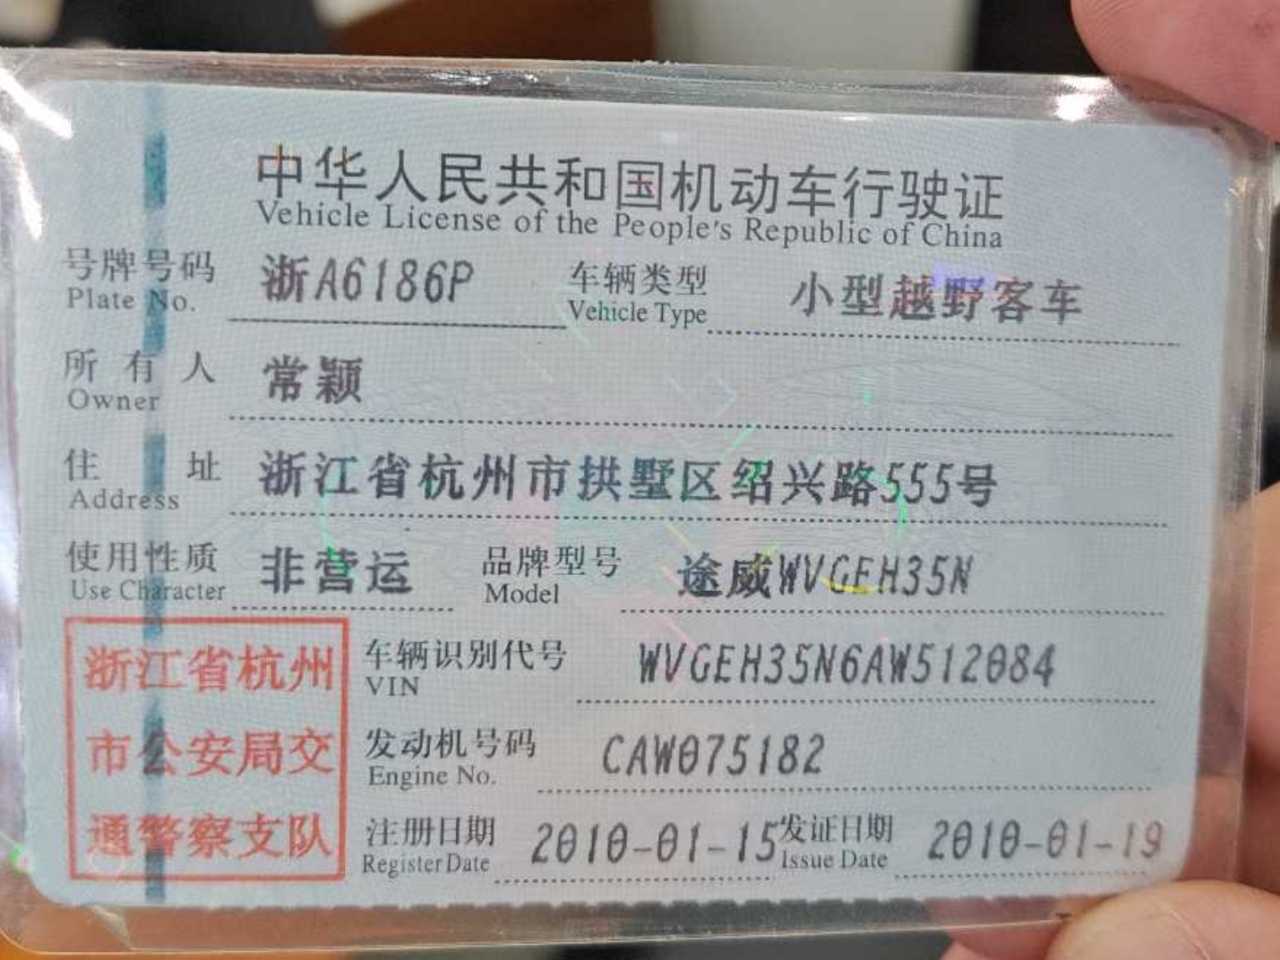 中华人民共和国机动车行驶证
Vehicle License of the People's Republic of China
号牌号码 浙A6186P 车辆类型 小型越野客车
Plate No. Vehicle Type
所有人 常颖
Owner
住址 浙江省杭州市拱墅区绍兴路555号
Address
使用性质 非营运 品牌型号 途威WVGEH35N
Use Character Model
浙江省杭州
市公安局交
通警察支队
车辆识别代号 WVGEH35N6AW512084
VIN
发动机号码 CAW075182
Engine No.
注册日期 2010-01-15 发证日期 2010-01-19
Register Date Issue Date